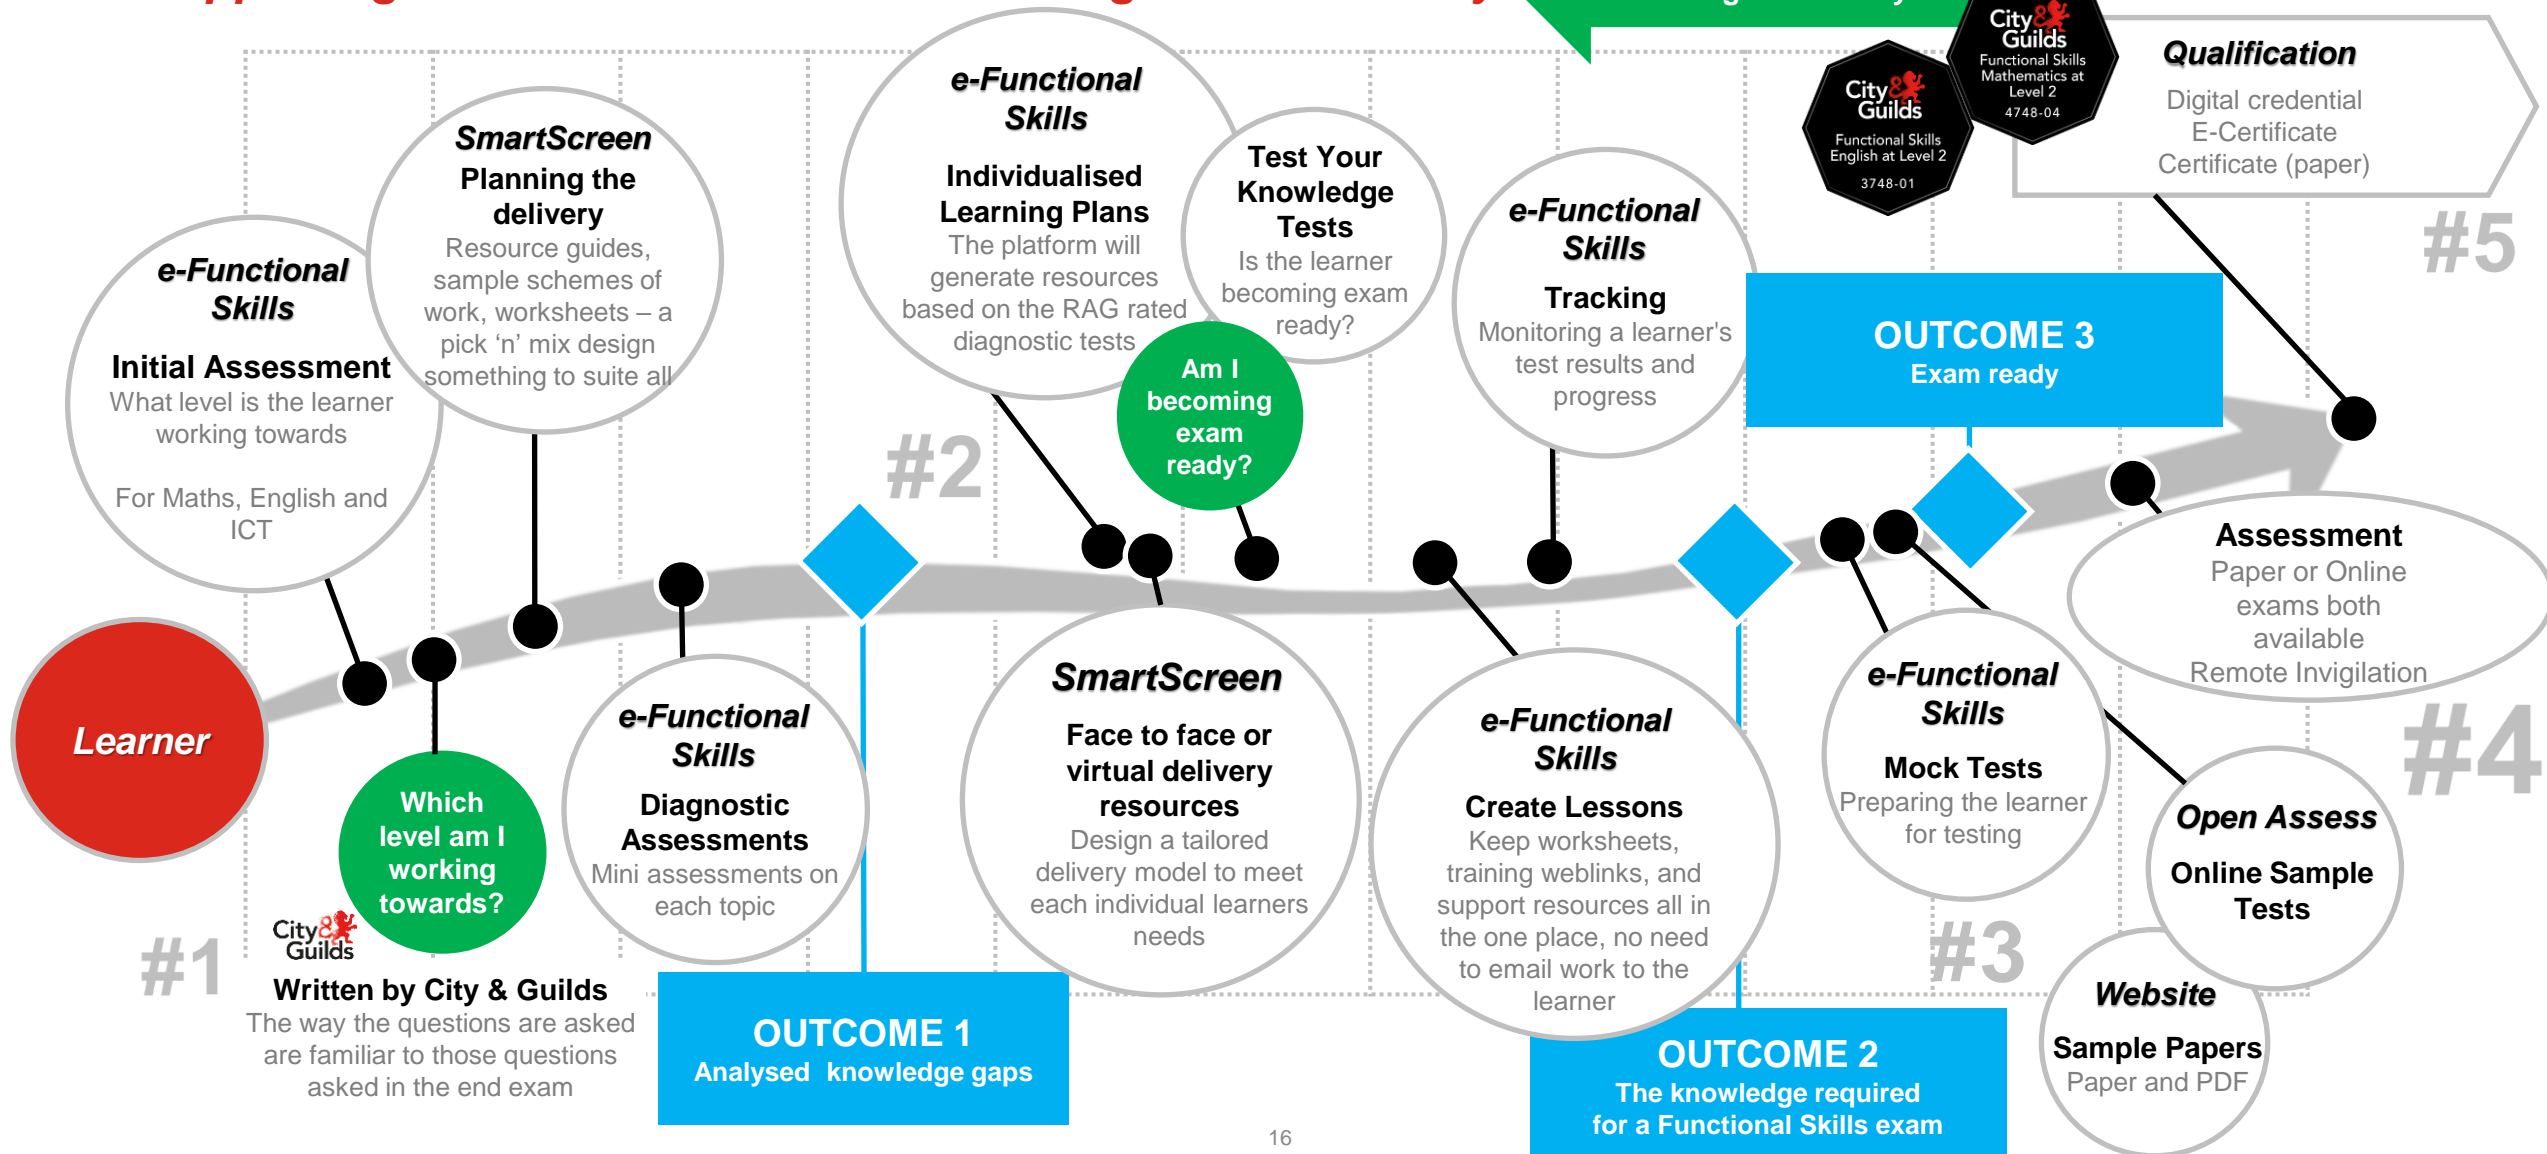 City&
Guilds
Functional Skills
Mathematics at
Level 2
4748-04
City&
Guilds
Functional Skills
English at Level 2
3748-01
Qualification
Digital credential
E-Certificate
Certificate (paper)
#5
e-Functional
Skills
Initial Assessment
What level is the learner
working towards
For Maths, English and
ICT
SmartScreen
Planning the
delivery
Resource guides,
sample schemes of
work, worksheets – a
pick ‘n’ mix design
something to suite all
e-Functional
Skills
Individualised
Learning Plans
The platform will
generate resources
based on the RAG rated
diagnostic tests
Test Your
Knowledge
Tests
Is the learner
becoming exam
ready?
Am I
becoming
exam
ready?
#2
e-Functional
Skills
Tracking
Monitoring a learner's
test results and
progress
OUTCOME 3
Exam ready
Assessment
Paper or Online
exams both
available
Remote Invigilation
#4
Learner
Which
level am I
working
towards?
City&
Guilds
#1
Written by City & Guilds
The way the questions are asked
are familiar to those questions
asked in the end exam
e-Functional
Skills
Diagnostic
Assessments
Mini assessments on
each topic
OUTCOME 1
Analysed knowledge gaps
SmartScreen
Face to face or
virtual delivery
resources
Design a tailored
delivery model to meet
each individual learners
needs
e-Functional
Skills
Create Lessons
Keep worksheets,
training weblinks, and
support resources all in
the one place, no need
to email work to the
learner
OUTCOME 2
The knowledge required
for a Functional Skills exam
e-Functional
Skills
Mock Tests
Preparing the learner
for testing
#3
Open Assess
Online Sample
Tests
Website
Sample Papers
Paper and PDF
16